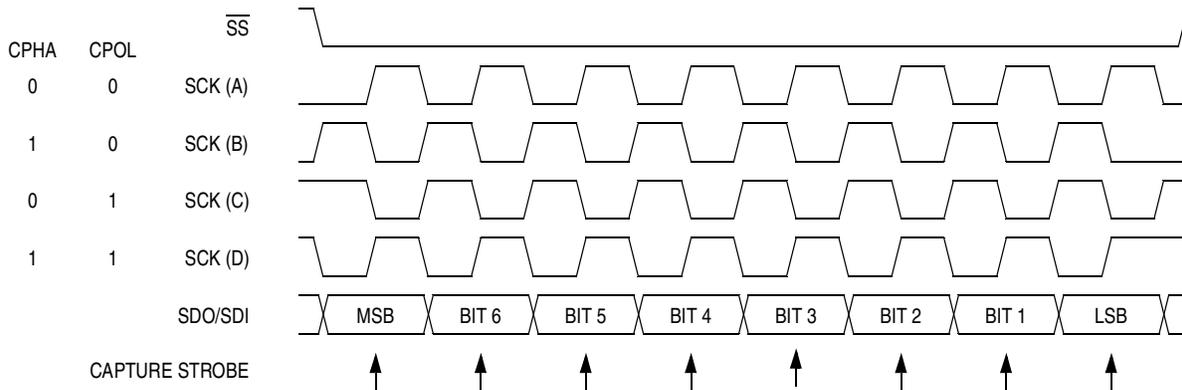 SS
CPHA CPOL
0 0 SCK (A)
1 0 SCK (B)
0 1 SCK (C)
1 1 SCK (D)
SDO/SDI MSB BIT 6 BIT 5 BIT 4 BIT 3 BIT 2 BIT 1 LSB
CAPTURE STROBE